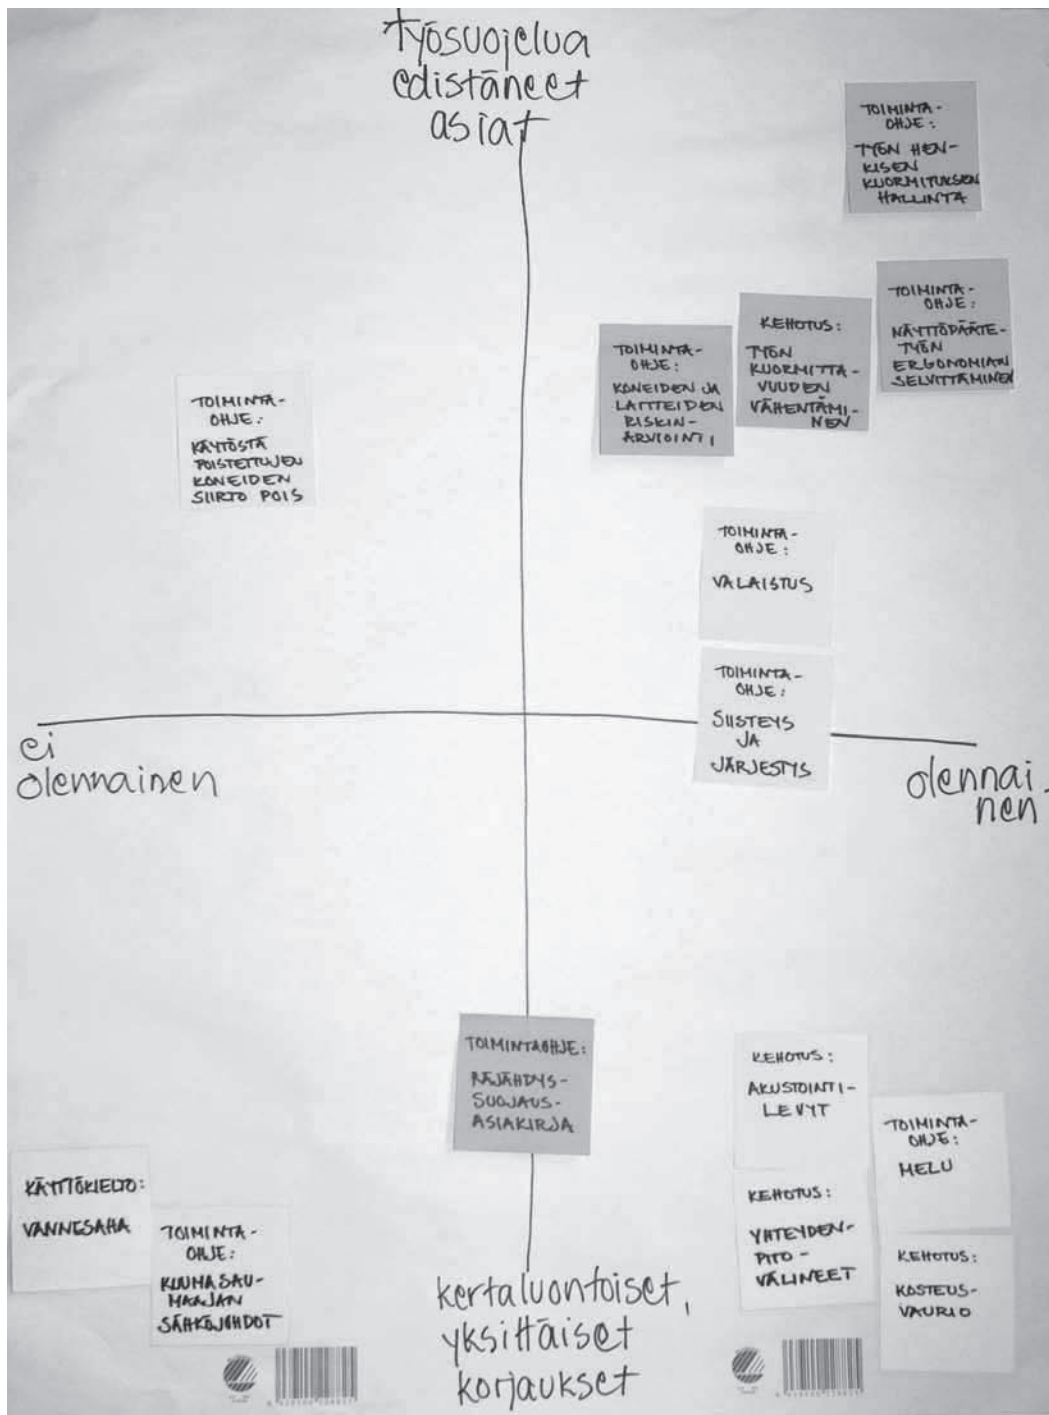 työsuojelua
edistäneet
asiat
TOIMINTA-
OHJE:
TYÖN HEN-
KISEN
KUORMITUKSEN
HALLINTA
TOIMINTA-
OHJE:
NÄYTTÖPÄÄTE-
TYÖN
ERGONOMIAN
SELVITTÄMINEN
KEHOTUS:
TYÖN
KUORMITTA-
VUUDEN
VÄHENTÄMI-
NEN
TOIMINTA-
OHJE:
KONEIDEN JA
LAITTEIDEN
RISKIN-
ARVIOINTI
TOIMINTA-
OHJE:
KÄYTÖSTÄ
POISTETTUJEN
KONEIDEN
SIIRTO POIS
TOIMINTA-
OHJE:
VALAISTUS
TOIMINTA-
OHJE:
SIISTEYS
JA
JÄRJESTYS
ei
olennainen
olennai-
nen
TOIMINTAOHJE:
RÄJÄHDYS-
SUOJAUS-
ASIAKIRJA
KEHOTUS:
AKUSTOINTI-
LEVYT
TOIMINTA-
OHJE:
MELU
KÄYTTÖKIELTO:
VANNESAHA
TOIMINTA-
OHJE:
KUUMASAU-
MAAJAN
SÄHKÖJOHDOT
KEHOTUS:
YHTEYDEN-
PITO-
VÄLINEET
KEHOTUS:
KOSTEUS-
VAURIO
kertaluontoiset,
yksittäiset
korjaukset